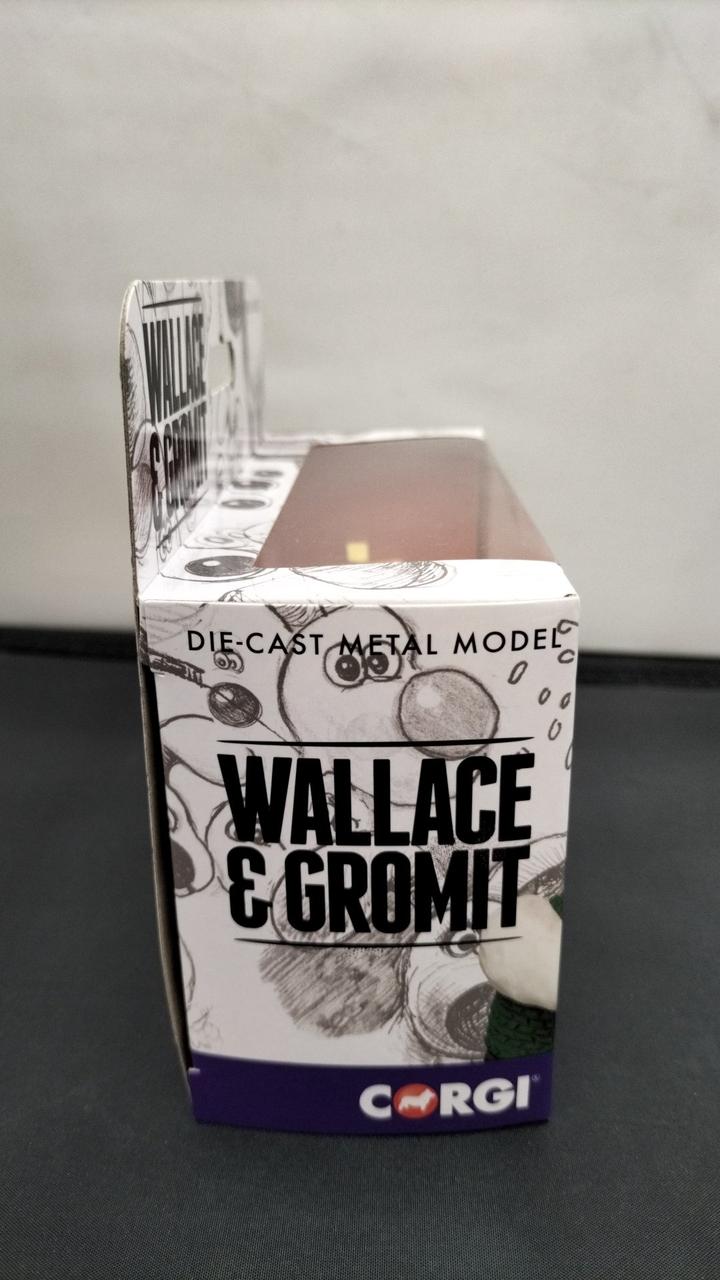 WALLACE
& GROMIT
DIE-CAST METAL MODEL
WALLACE
& GROMIT
CORGI